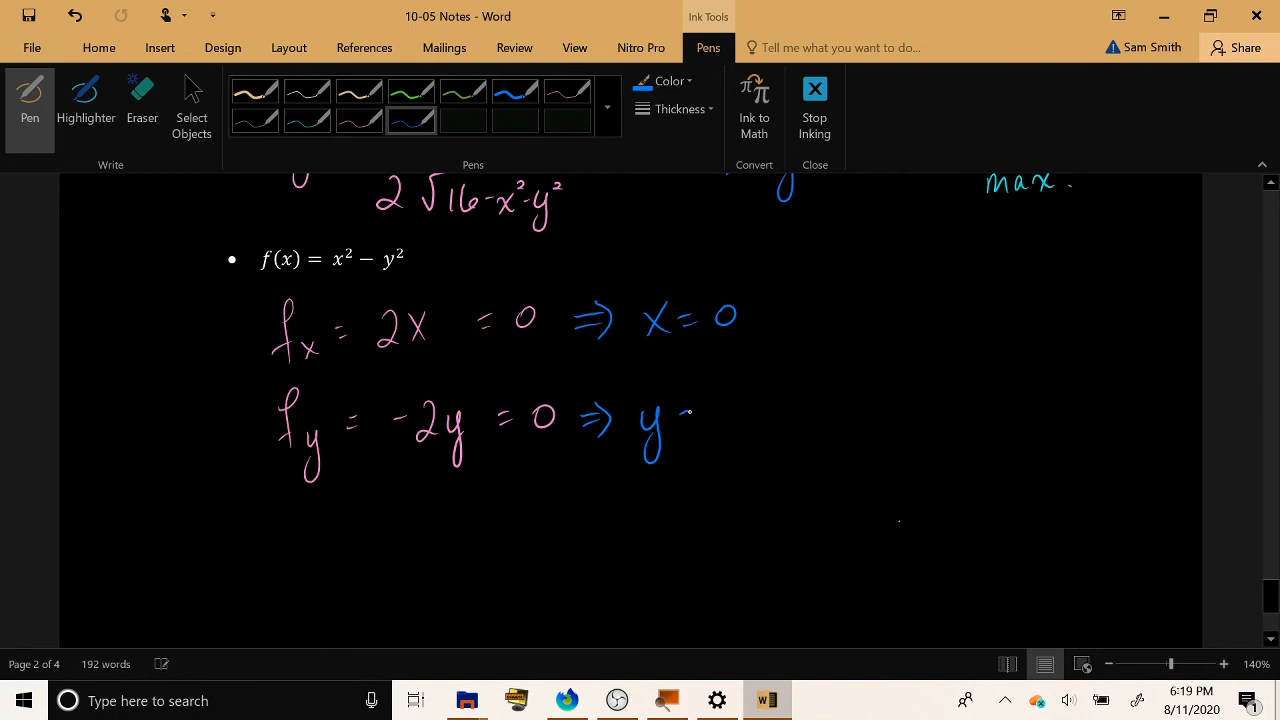 10-05 Notes - Word
Ink Tools
File Home Insert Design Layout References Mailings Review View Nitro Pro Pens Tell me what you want to do... Sam Smith Share
Pen Highlighter Eraser Select Objects Color Thickness Ink to Math Stop Inking
Write Pens Convert Close
2 √16-x²-y²
max.
• f(x) = x² − y²
fx = 2x = 0 ⇒ x = 0
fy = -2y = 0 ⇒ y -
Page 2 of 4 192 words 140%
Type here to search 6:19 PM
8/11/2020
1